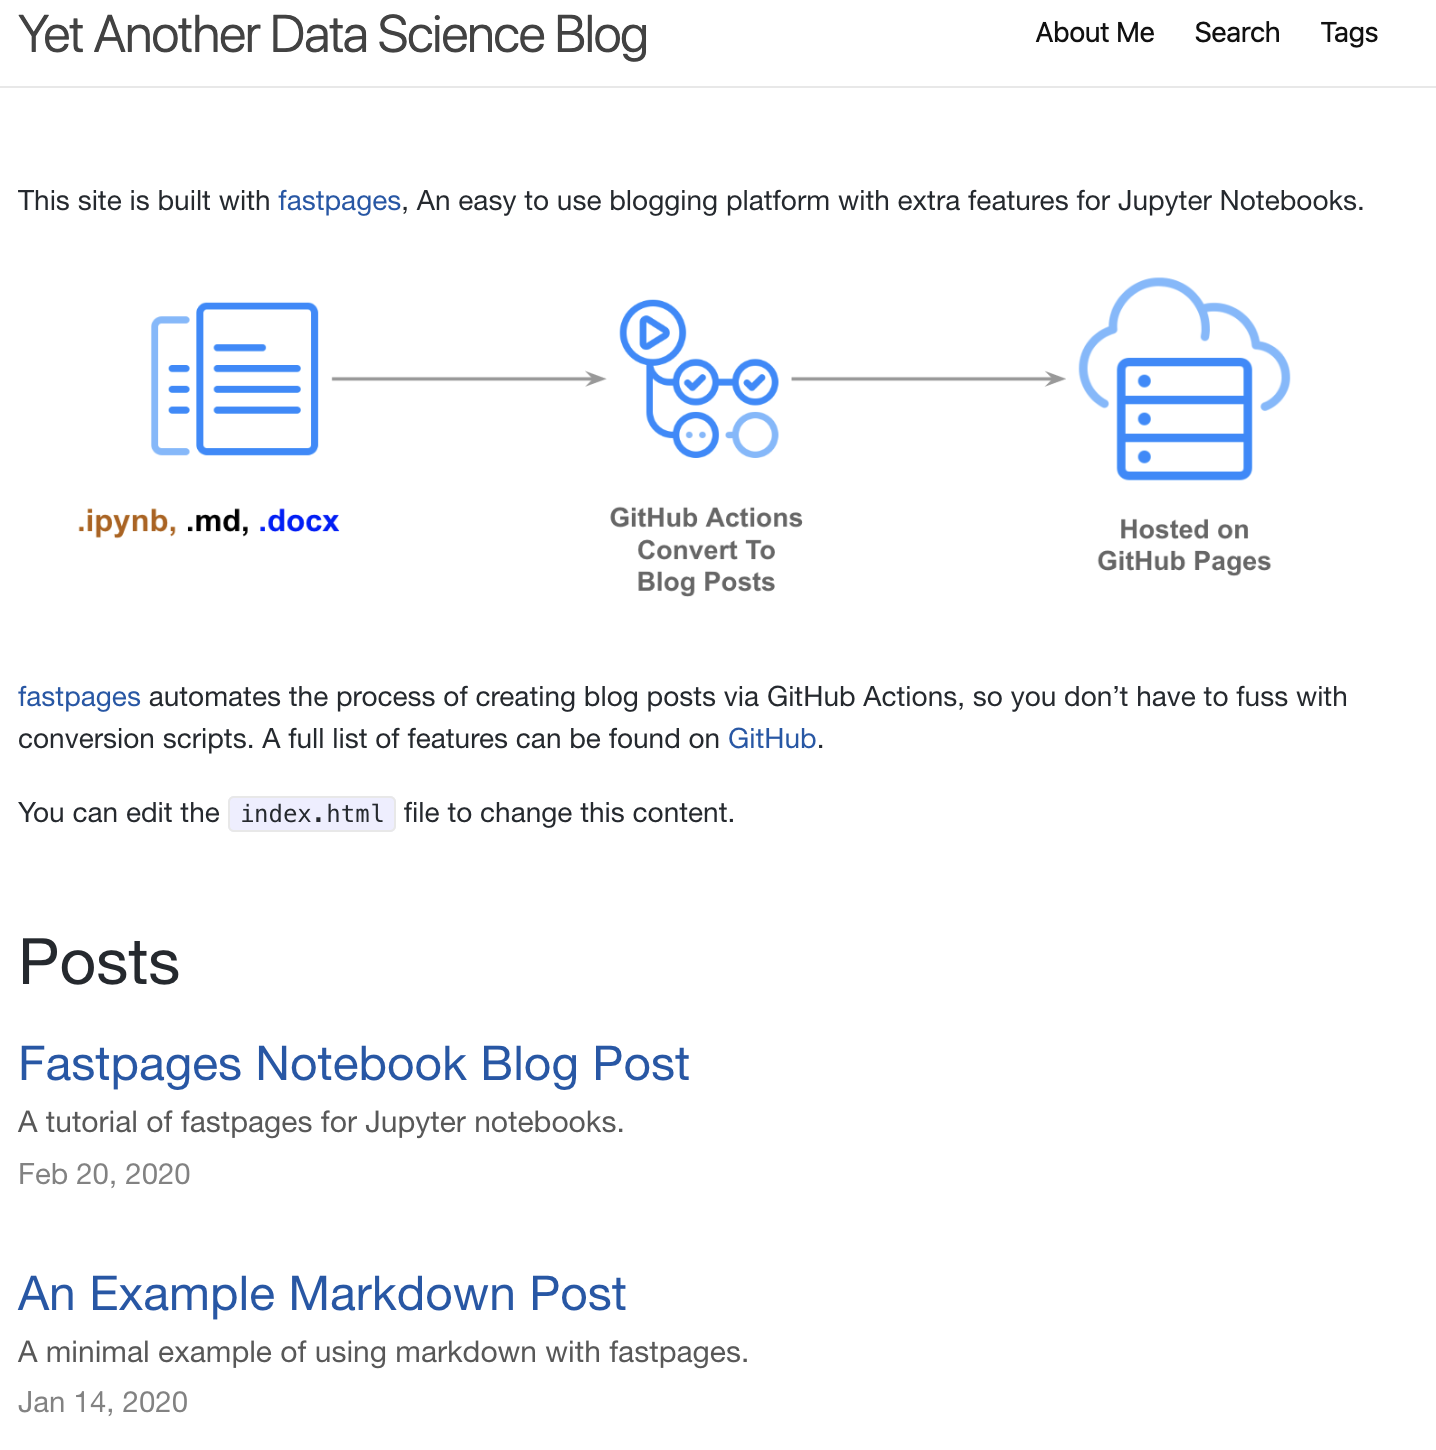 Yet Another Data Science Blog
About Me Search Tags
This site is built with fastpages, An easy to use blogging platform with extra features for Jupyter Notebooks.
.ipynb, .md, .docx
GitHub Actions
Convert To
Blog Posts
Hosted on
GitHub Pages
fastpages automates the process of creating blog posts via GitHub Actions, so you don’t have to fuss with
conversion scripts. A full list of features can be found on GitHub.
You can edit the index.html file to change this content.
Posts
Fastpages Notebook Blog Post
A tutorial of fastpages for Jupyter notebooks.
Feb 20, 2020
An Example Markdown Post
A minimal example of using markdown with fastpages.
Jan 14, 2020